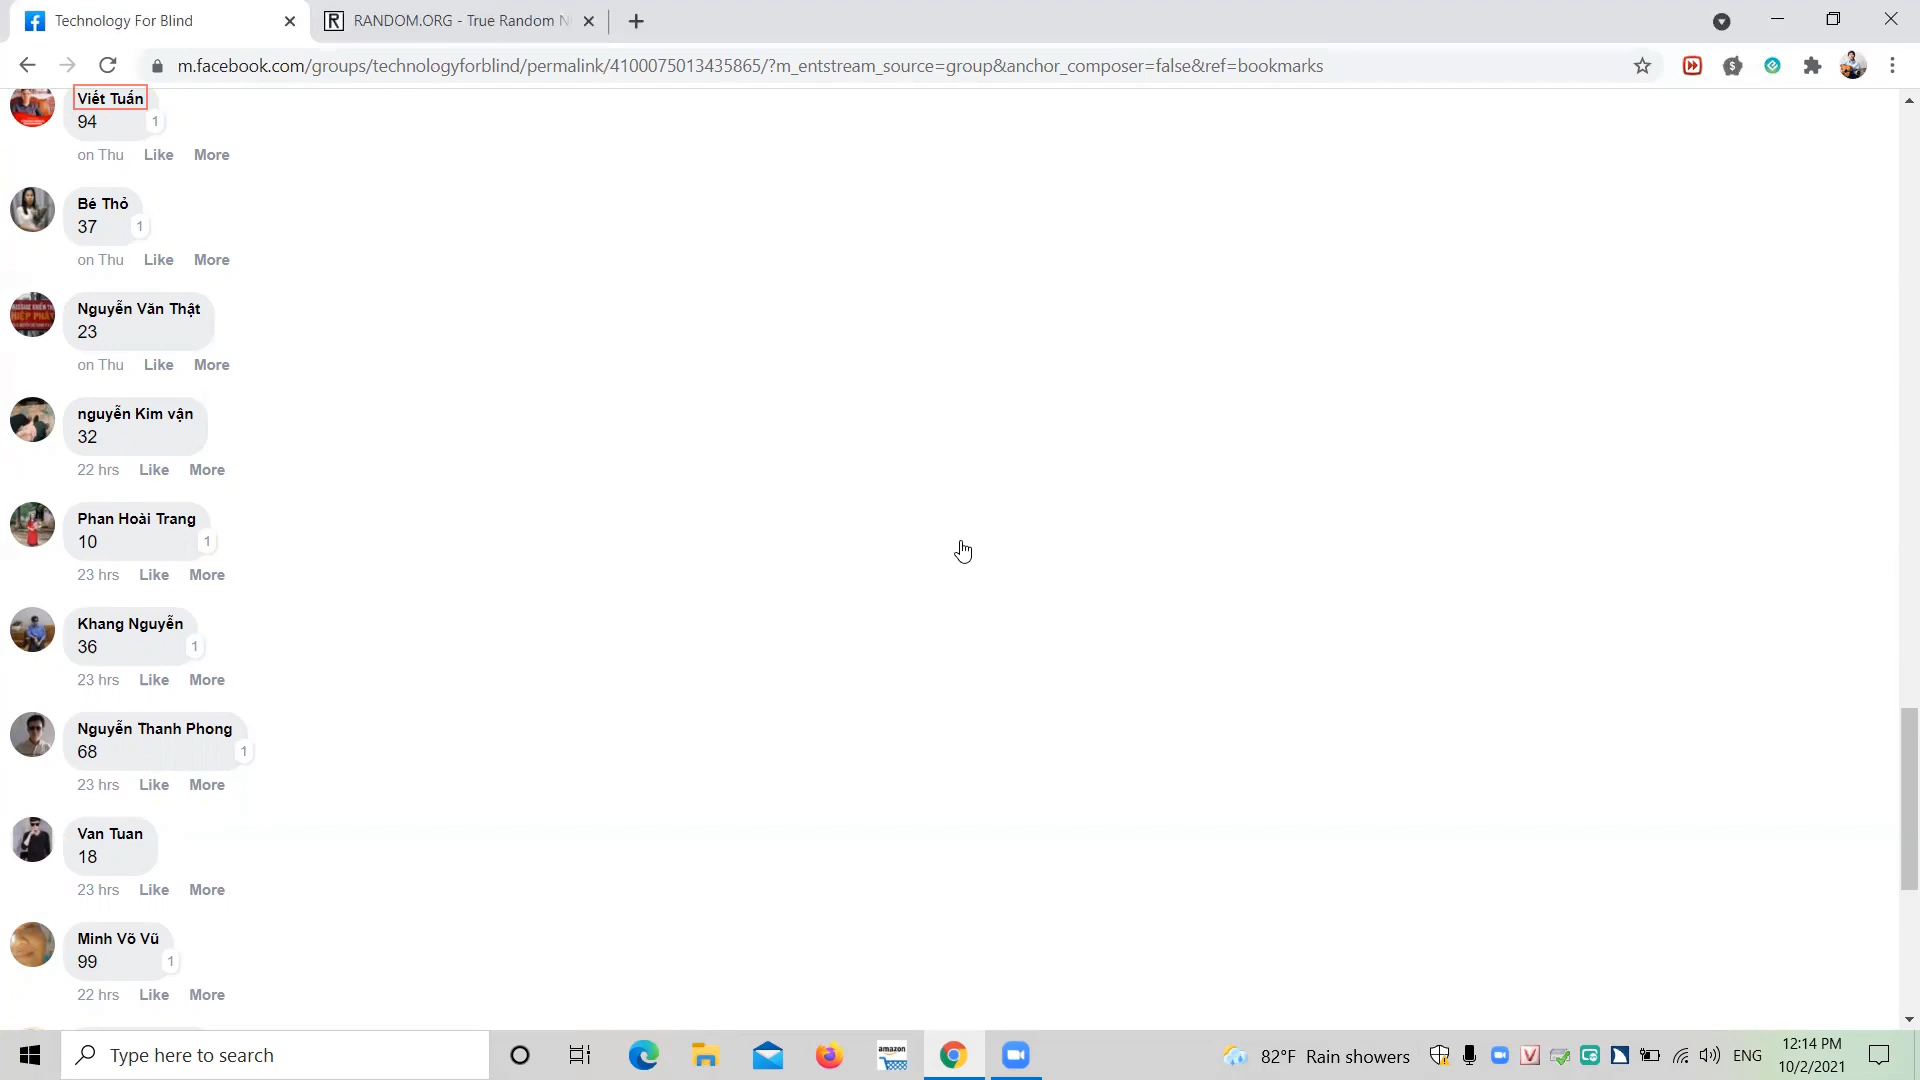 Technology For Blind
RANDOM.ORG - True Random N
m.facebook.com/groups/technologyforblind/permalink/4100075013435865/?m_entstream_source=group&anchor_composer=false&ref=bookmarks
Viết Tuấn
94
1
on Thu Like More
Bé Thỏ
37
1
on Thu Like More
Nguyễn Văn Thật
23
on Thu Like More
nguyễn Kim vận
32
22 hrs Like More
Phan Hoài Trang
10
1
23 hrs Like More
Khang Nguyễn
36
1
23 hrs Like More
Nguyễn Thanh Phong
68
1
23 hrs Like More
Van Tuan
18
23 hrs Like More
Minh Võ Vũ
99
1
22 hrs Like More
Type here to search
amazon
82°F Rain showers
ENG
12:14 PM
10/2/2021